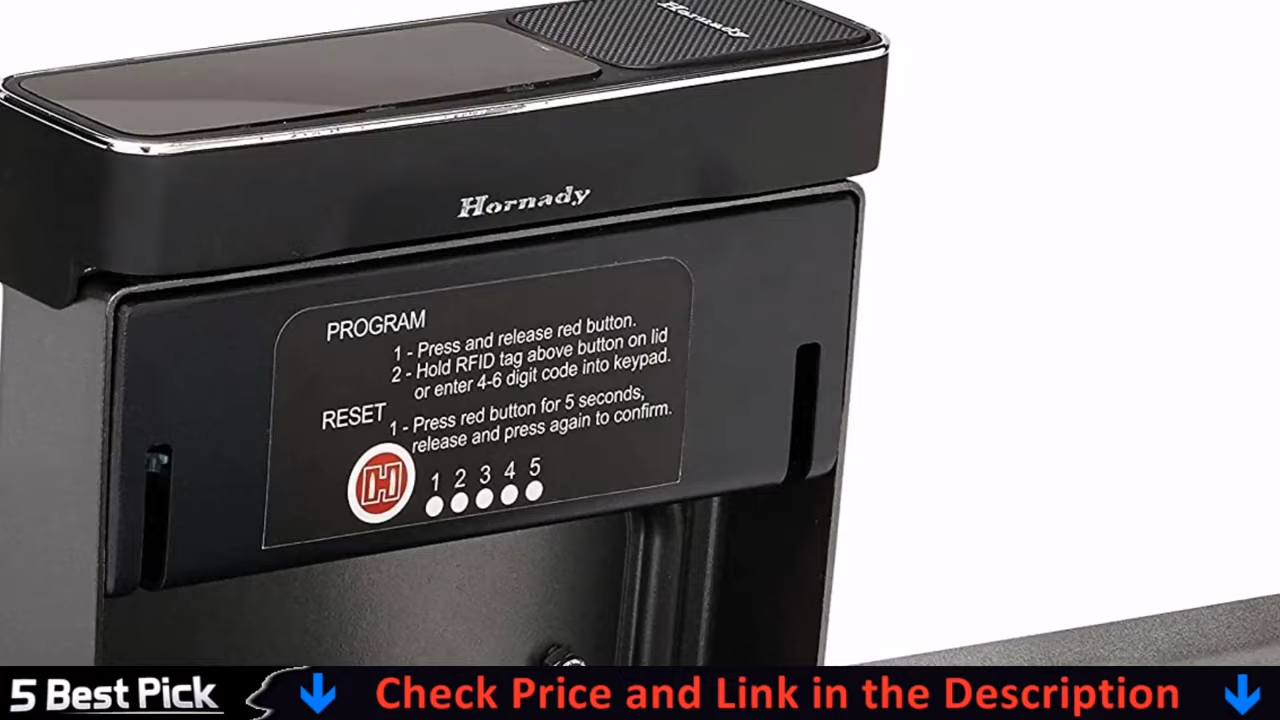 Hornady
Hornady
PROGRAM
1 - Press and release red button.
2 - Hold RFID tag above button on lid
or enter 4-6 digit code into keypad.
RESET
1 - Press red button for 5 seconds,
release and press again to confirm.
H
1 2 3 4 5
5 Best Pick
Check Price and Link in the Description